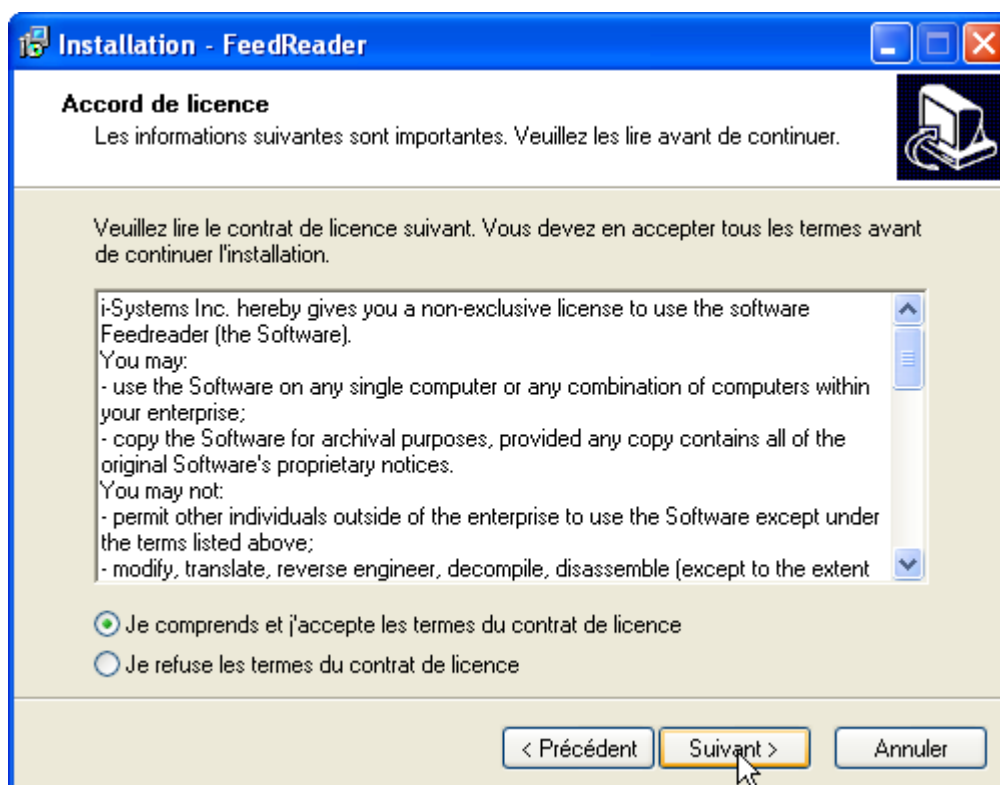 Installation - FeedReader
Accord de licence
Les informations suivantes sont importantes. Veuillez les lire avant de continuer.
Veuillez lire le contrat de licence suivant. Vous devez en accepter tous les termes avant
de continuer l'installation.
i-Systems Inc. hereby gives you a non-exclusive license to use the software
Feedreader (the Software).
You may:
- use the Software on any single computer or any combination of computers within
your enterprise;
- copy the Software for archival purposes, provided any copy contains all of the
original Software's proprietary notices.
You may not:
- permit other individuals outside of the enterprise to use the Software except under
the terms listed above;
- modify, translate, reverse engineer, decompile, disassemble (except to the extent
Je comprends et j'accepte les termes du contrat de licence
Je refuse les termes du contrat de licence
< Précédent Suivant > Annuler